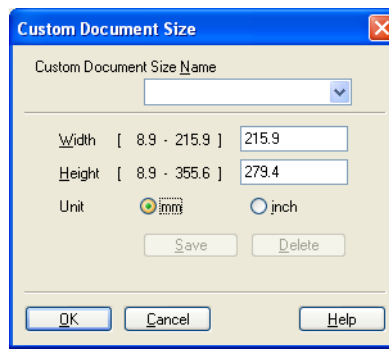 Custom Document Size
Custom Document Size Name
Width [ 8.9 - 215.9 ] 215.9
Height [ 8.9 - 355.6 ] 279.4
Unit mm inch
Save Delete
OK Cancel Help